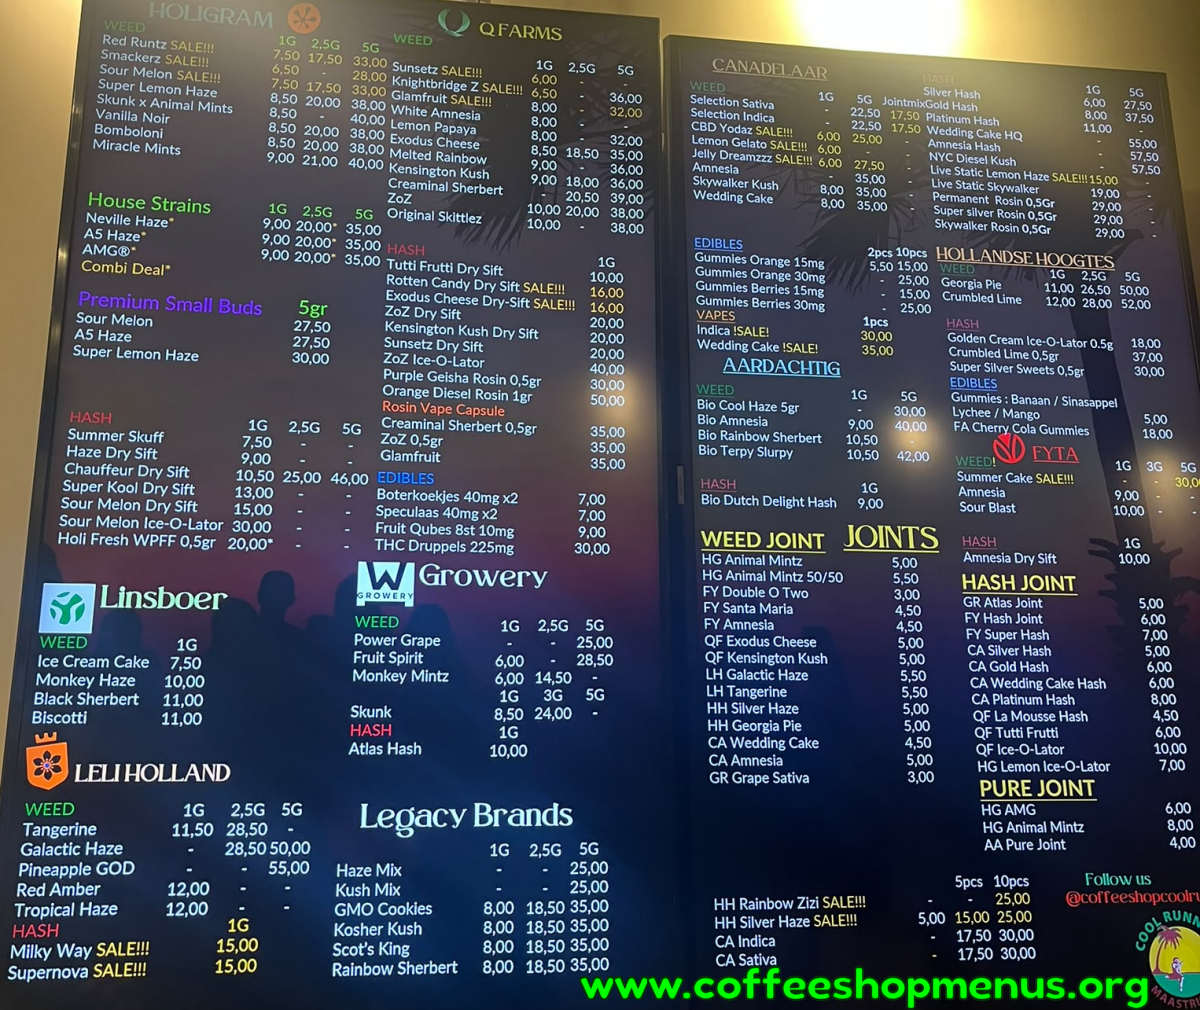 HOLIGRAM
WEED 1G 2,5G 5G
Red Runtz SALE!!! 7,50 17,50 33,00
Smackerz SALE!!! 6,50 - 28,00
Sour Melon SALE!!! 7,50 17,50 33,00
Super Lemon Haze 8,50 20,00 38,00
Skunk x Animal Mints 8,50 - 40,00
Vanilla Noir 8,50 20,00 38,00
Bomboloni 8,50 20,00 38,00
Miracle Mints 9,00 21,00 40,00
House Strains 1G 2,5G 5G
Neville Haze* 9,00 20,00* 35,00
A5 Haze* 9,00 20,00* 35,00
AMG®* 9,00 20,00* 35,00
Combi Deal*
Premium Small Buds 5gr
Sour Melon 27,50
A5 Haze 27,50
Super Lemon Haze 30,00
HASH 1G 2,5G 5G
Summer Skuff 7,50 - -
Haze Dry Sift 9,00 - -
Chauffeur Dry Sift 10,50 25,00 46,00
Super Kool Dry Sift 13,00 - -
Sour Melon Dry Sift 15,00 - -
Sour Melon Ice-O-Lator 30,00 - -
Holi Fresh WPFF 0,5gr 20,00* - -
Linsboer
WEED 1G
Ice Cream Cake 7,50
Monkey Haze 10,00
Black Sherbert 11,00
Biscotti 11,00
LELI HOLLAND
WEED 1G 2,5G 5G
Tangerine 11,50 28,50 -
Galactic Haze - 28,50 50,00
Pineapple GOD - - 55,00
Red Amber 12,00 - -
Tropical Haze 12,00 - -
HASH 1G
Milky Way SALE!!! 15,00
Supernova SALE!!! 15,00
Q FARMS
WEED 1G 2,5G 5G
Sunsetz SALE!!! 6,00 - -
Knightbridge Z SALE!!! 6,50 - 36,00
Glamfruit SALE!!! 8,00 - 32,00
White Amnesia 8,00 - -
Lemon Papaya 8,00 - 32,00
Exodus Cheese 8,50 18,50 35,00
Melted Rainbow 9,00 - 36,00
Kensington Kush 9,00 18,00 36,00
Creaminal Sherbert - 20,50 39,00
ZoZ 10,00 20,00 38,00
Original Skittlez 10,00 - 38,00
HASH 1G
Tutti Frutti Dry Sift 10,00
Rotten Candy Dry Sift SALE!!! 16,00
Exodus Cheese Dry-Sift SALE!!! 16,00
ZoZ Dry Sift 20,00
Kensington Kush Dry Sift 20,00
Sunsetz Dry Sift 20,00
ZoZ Ice-O-Lator 40,00
Purple Geisha Rosin 0,5gr 30,00
Orange Diesel Rosin 1gr 50,00
Rosin Vape Capsule
Creaminal Sherbert 0,5gr 35,00
ZoZ 0,5gr 35,00
Glamfruit 35,00
EDIBLES
Boterkoekjes 40mg x2 7,00
Speculaas 40mg x2 7,00
Fruit Qubes 8st 10mg 9,00
THC Druppels 225mg 30,00
W
GROWERY
Growery
WEED 1G 2,5G 5G
Power Grape - - 25,00
Fruit Spirit 6,00 - 28,50
Monkey Mintz 6,00 14,50 -
1G 3G 5G
Skunk 8,50 24,00 -
HASH 1G
Atlas Hash 10,00
Legacy Brands
1G 2,5G 5G
Haze Mix - - 25,00
Kush Mix - - 25,00
GMO Cookies 8,00 18,50 35,00
Kosher Kush 8,00 18,50 35,00
Scot's King 8,00 18,50 35,00
Rainbow Sherbert 8,00 18,50 35,00
CANADELAAR
WEED 1G 5G Jointmix
Selection Sativa - 22,50 17,50
Selection Indica - 22,50 17,50
CBD Yodaz SALE!!! 6,00 25,00
Lemon Gelato SALE!!! 6,00 -
Jelly Dreamzzz SALE!!! 6,00 27,50
Amnesia - 35,00
Skywalker Kush 8,00 35,00
Wedding Cake 8,00 35,00
EDIBLES 2pcs 10pcs
Gummies Orange 15mg 5,50 15,00
Gummies Orange 30mg - 25,00
Gummies Berries 15mg - 15,00
Gummies Berries 30mg - 25,00
VAPES 1pcs
Indica !SALE! 30,00
Wedding Cake !SALE! 35,00
AARDACHTIG
WEED 1G 5G
Bio Cool Haze 5gr - 30,00
Bio Amnesia 9,00 40,00
Bio Rainbow Sherbert 10,50 -
Bio Terpy Slurpy 10,50 42,00
HASH 1G
Bio Dutch Delight Hash 9,00
HASH 1G 5G
Silver Hash 6,00 27,50
Gold Hash 8,00 37,50
Platinum Hash 11,00 -
Wedding Cake HQ - 55,00
Amnesia Hash - 57,50
NYC Diesel Kush - 57,50
Live Static Lemon Haze SALE!!! 15,00 -
Live Static Skywalker 19,00 -
Permanent Rosin 0,5Gr 29,00 -
Super silver Rosin 0,5Gr 29,00 -
Skywalker Rosin 0,5Gr 29,00 -
HOLLANDSE HOOGTES
WEED 1G 2,5G 5G
Georgia Pie 11,00 26,50 50,00
Crumbled Lime 12,00 28,00 52,00
HASH
Golden Cream Ice-O-Lator 0.5g 18,00
Crumbled Lime 0,5gr 37,00
Super Silver Sweets 0,5gr 30,00
EDIBLES
Gummies : Banaan / Sinasappel
Lychee / Mango 5,00
FA Cherry Cola Gummies 18,00
FYTA
WEED! 1G 3G 5G
Summer Cake SALE!!! - - 30,00
Amnesia 9,00 - -
Sour Blast 10,00 - -
HASH 1G
Amnesia Dry Sift 10,00
JOINTS
WEED JOINT
HG Animal Mintz 5,00
HG Animal Mintz 50/50 5,50
FY Double O Two 3,00
FY Santa Maria 4,50
FY Amnesia 4,50
QF Exodus Cheese 5,00
QF Kensington Kush 5,00
LH Galactic Haze 5,50
LH Tangerine 5,50
HH Silver Haze 5,00
HH Georgia Pie 5,00
CA Wedding Cake 4,50
CA Amnesia 5,00
GR Grape Sativa 3,00
HASH JOINT
GR Atlas Joint 5,00
FY Hash Joint 6,00
FY Super Hash 7,00
CA Silver Hash 5,00
CA Gold Hash 6,00
CA Wedding Cake Hash 6,00
CA Platinum Hash 8,00
QF La Mousse Hash 4,50
QF Tutti Frutti 6,00
QF Ice-O-Lator 10,00
HG Lemon Ice-O-Lator 7,00
PURE JOINT
HG AMG 6,00
HG Animal Mintz 8,00
AA Pure Joint 4,00
5pcs 10pcs
HH Rainbow Zizi SALE!!! - - 25,00
HH Silver Haze SALE!!! 5,00 15,00 25,00
CA Indica - 17,50 30,00
CA Sativa - 17,50 30,00
Follow us
@coffeeshopcoolru
COOL RUNN
MAASTRI
www.coffeeshopmenus.org